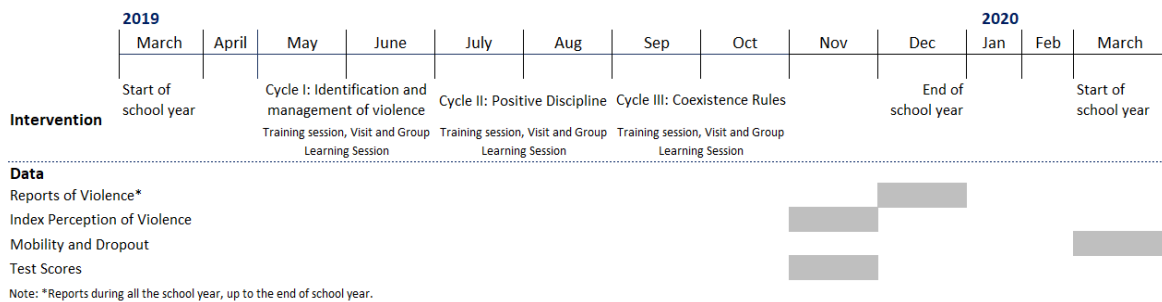 2019 2020
March April May June July Aug Sep Oct Nov Dec Jan Feb March
Start of school year
Cycle I: Identification and management of violence
Training session, Visit and Group Learning Session
Cycle II: Positive Discipline
Training session, Visit and Group Learning Session
Cycle III: Coexistence Rules
Training session, Visit and Group Learning Session
End of school year
Start of school year
Intervention
Data
Reports of Violence*
Index Perception of Violence
Mobility and Dropout
Test Scores
Note: *Reports during all the school year, up to the end of school year.